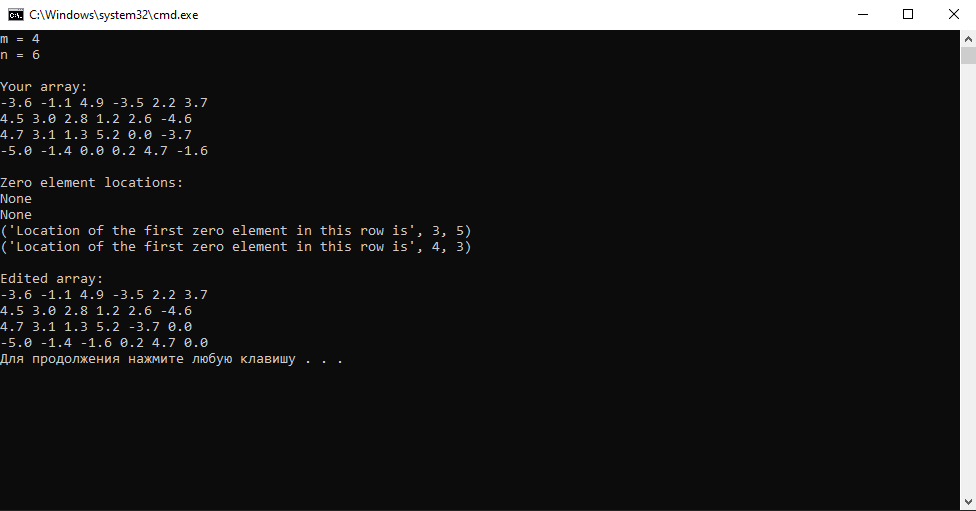 C:\Windows\system32\cmd.exe
m = 4
n = 6
Your array:
-3.6 -1.1 4.9 -3.5 2.2 3.7
4.5 3.0 2.8 1.2 2.6 -4.6
4.7 3.1 1.3 5.2 0.0 -3.7
-5.0 -1.4 0.0 0.2 4.7 -1.6
Zero element locations:
None
None
('Location of the first zero element in this row is', 3, 5)
('Location of the first zero element in this row is', 4, 3)
Edited array:
-3.6 -1.1 4.9 -3.5 2.2 3.7
4.5 3.0 2.8 1.2 2.6 -4.6
4.7 3.1 1.3 5.2 -3.7 0.0
-5.0 -1.4 -1.6 0.2 4.7 0.0
Для продолжения нажмите любую клавишу . . .